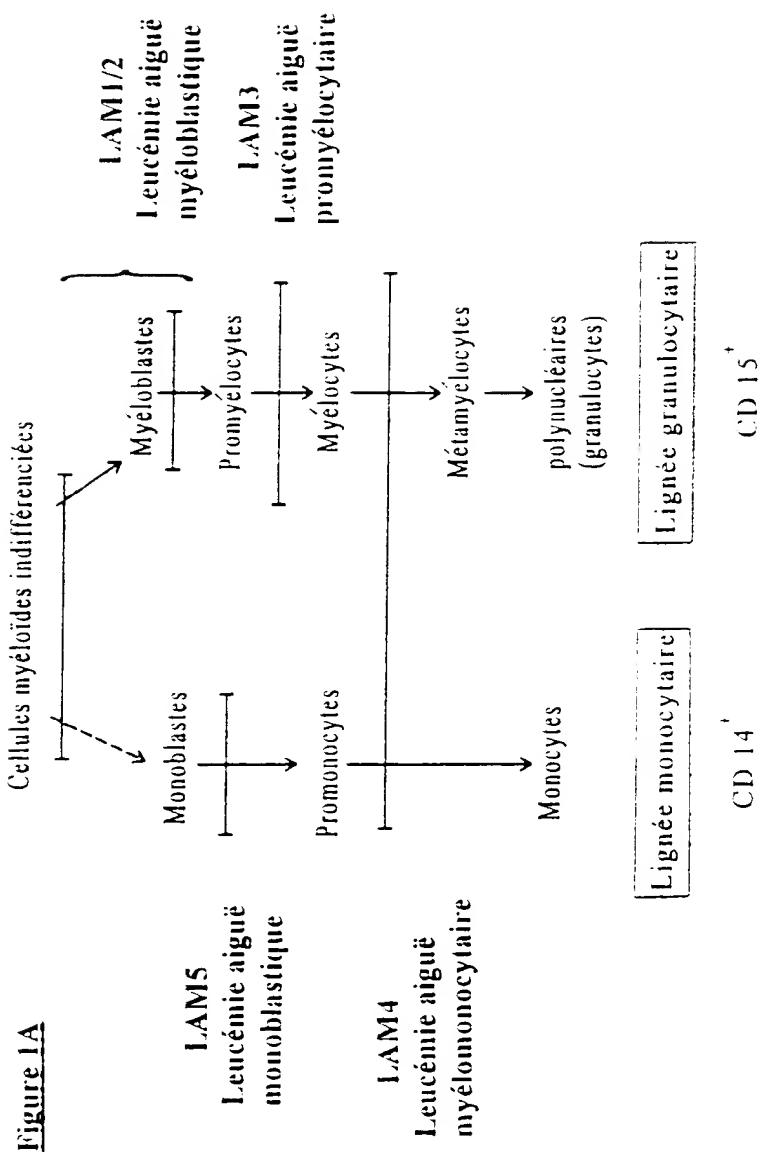 Figure 1A
Cellules myéloïdes indifférenciées
LAM5
Leucémie aiguë
monoblastique
LAM4
Leucémie aiguë
myélomonocytaire
Monoblastes
Promonocytes
Monocytes
Lignée monocytaire
CD 14+
Myéloblastes
Promyélocytes
Myélocytes
Métamyélocytes
polynucléaires
(granulocytes)
Lignée granulocytaire
CD 15+
LAM1/2
Leucémie aiguë
myéloblastique
LAM3
Leucémie aiguë
promyélocytaire